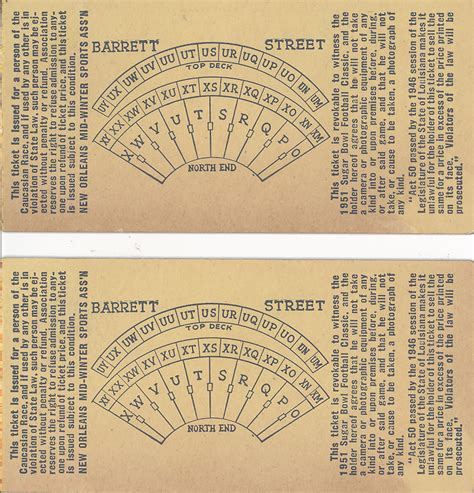 This ticket is issued for a person of the
Caucasian Race, and if used by any other is in
violation of State Law, such person may be ej-
ected without penalty or refund. Association
reserves the right to refuse admission to any-
one upon refund of ticket price, and this ticket
is issued subject to this condition.
NEW ORLEANS MID-WINTER SPORTS ASS'N
BARRETT STREET
UW UV UU UT US UR UQ UP UO
TOP DECK
XW XV XU XT XS XR XQ XP XO
X W V U T S R Q P O
NORTH END
This ticket is revokable to witness the
1951 Sugar Bowl Football Classic, and the
holder hereof agrees that he will not take
a camera or photographic equipment of any
kind into or upon premises before, during,
or after said game, and that he will not
take, or cause to be taken, a photograph of
any kind.
"Act 50 passed by the 1946 session of the
Legislature of the State of Louisiana makes it
unlawful for the holder of this ticket to sell the
same for a price in excess of the price printed
on its face. Violators of the law will be
prosecuted."
This ticket is issued for a person of the
Caucasian Race, and if used by any other is in
violation of State Law, such person may be ej-
ected without penalty or refund. Association
reserves the right to refuse admission to any-
one upon refund of ticket price, and this ticket
is issued subject to this condition.
NEW ORLEANS MID-WINTER SPORTS ASS'N
BARRETT STREET
UW UV UU UT US UR UQ UP UO
TOP DECK
XW XV XU XT XS XR XQ XP XO
X W V U T S R Q P O
NORTH END
This ticket is revokable to witness the
1951 Sugar Bowl Football Classic, and the
holder hereof agrees that he will not take
a camera or photographic equipment of any
kind into or upon premises before, during,
or after said game, and that he will not
take, or cause to be taken, a photograph of
any kind.
"Act 50 passed by the 1946 session of the
Legislature of the State of Louisiana makes it
unlawful for the holder of this ticket to sell the
same for a price in excess of the price printed
on its face. Violators of the law will be
prosecuted."